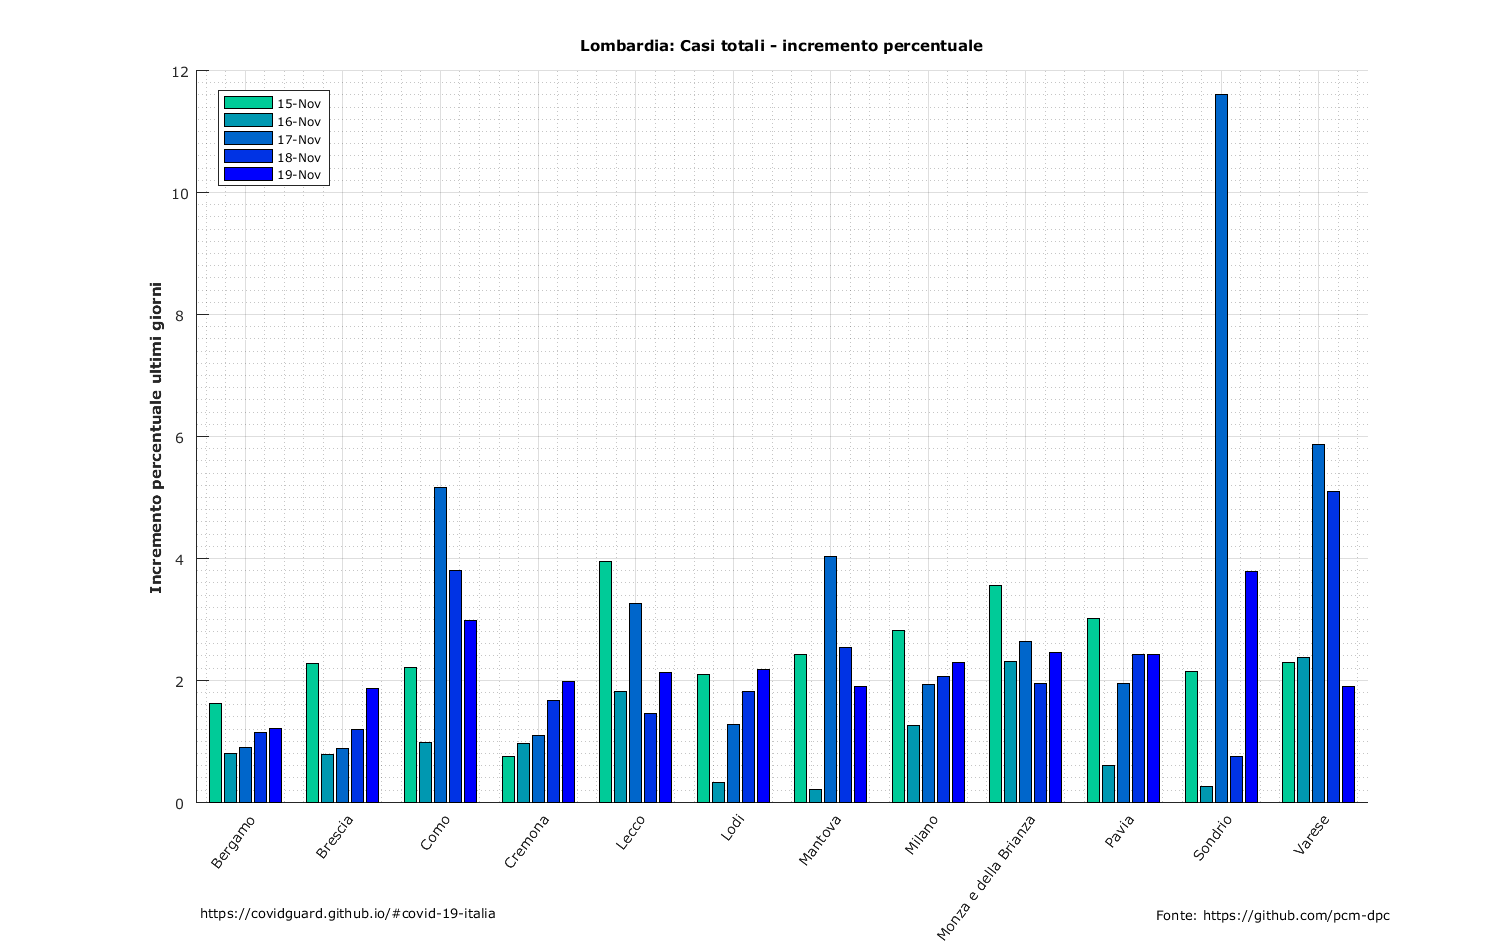 Lombardia: Casi totali - incremento percentuale
12
10
8
6
4
2
0
Incremento percentuale ultimi giorni
15-Nov
16-Nov
17-Nov
18-Nov
19-Nov
Bergamo
Brescia
Como
Cremona
Lecco
Lodi
Mantova
Milano
Monza e della Brianza
Pavia
Sondrio
Varese
https://covidguard.github.io/#covid-19-italia
Fonte: https://github.com/pcm-dpc